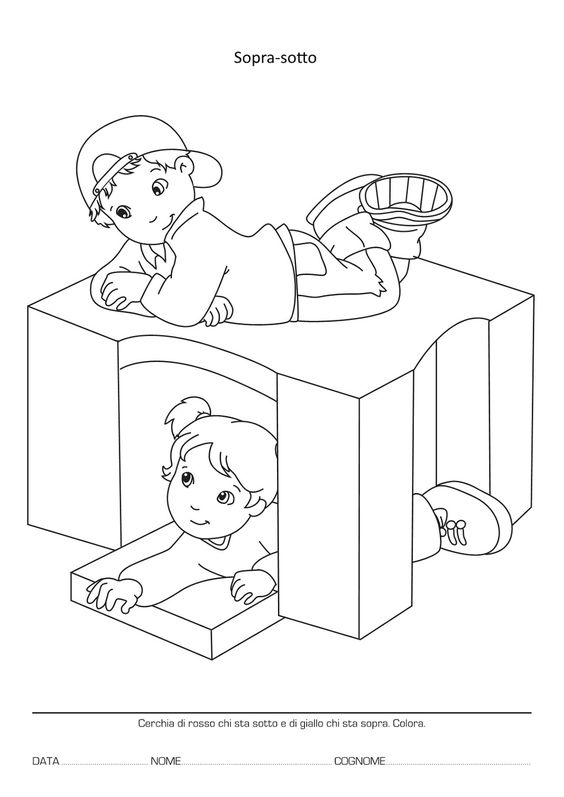 Sopra-sotto
Cerchia di rosso chi sta sotto e di giallo chi sta sopra. Colora.
DATA NOME COGNOME